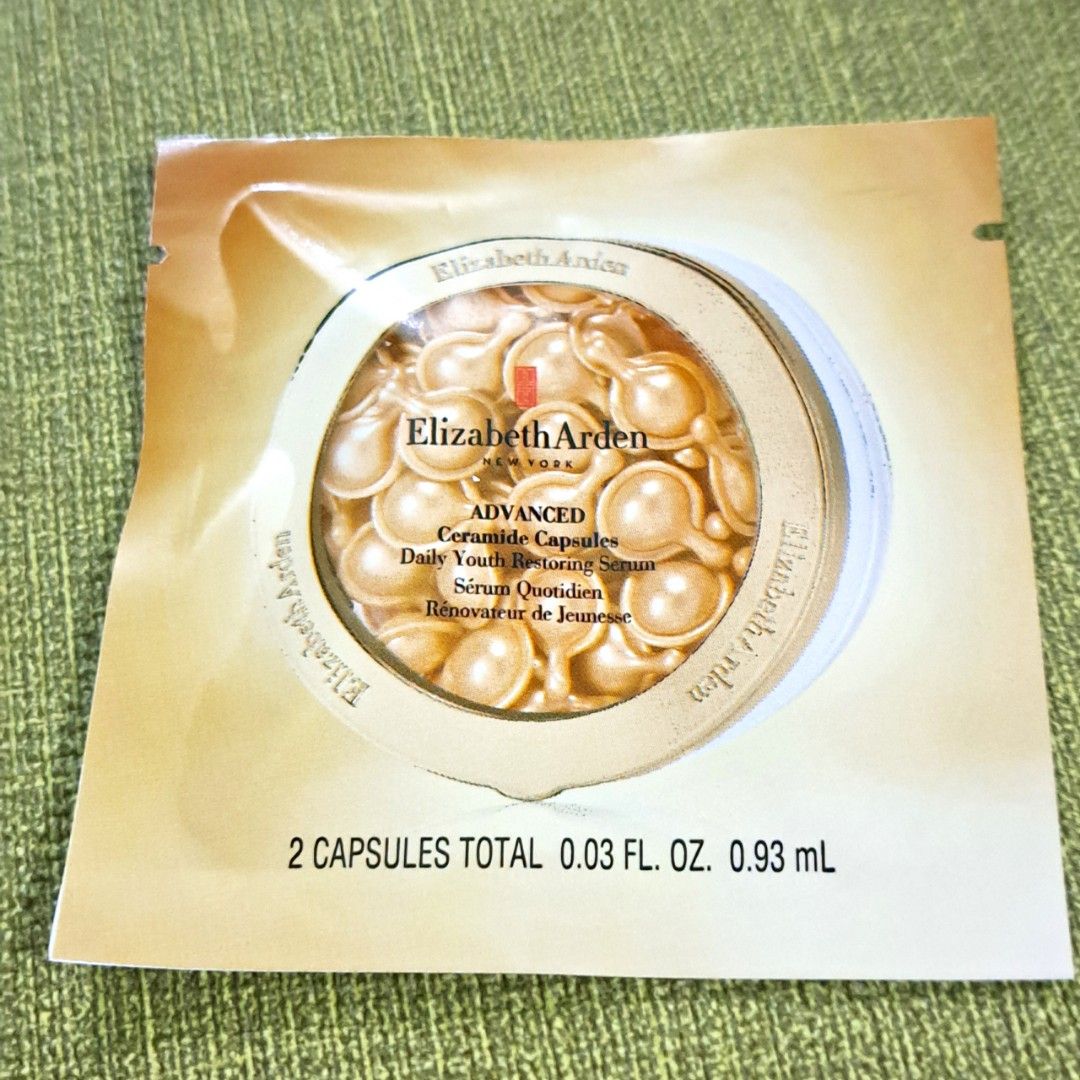 Elizabeth Arden
Elizabeth Arden
NEW YORK
ADVANCED
Ceramide Capsules
Daily Youth Restoring Serum
Sérum Quotidien
Rénovateur de Jeunesse
Elizabeth Arden
Elizabeth Arden
2 CAPSULES TOTAL 0.03 FL. OZ. 0.93 mL